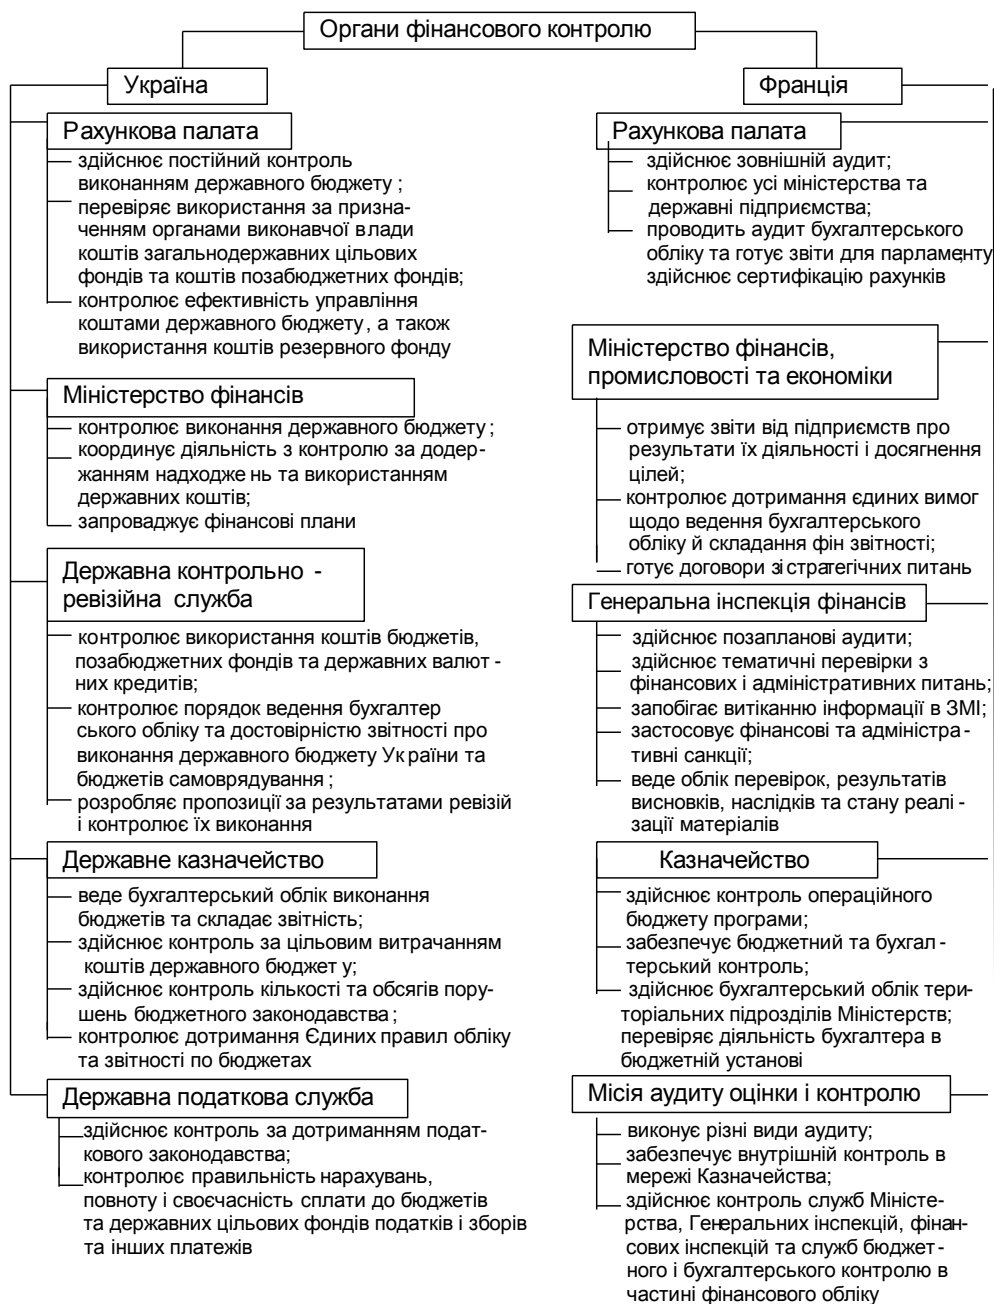 Органи фінансового контролю
Україна
Рахункова палата
здійснює постійний контроль
виконанням державного бюджету ;
перевіряє використання за призна-
ченням органами виконавчої влади
коштів загальнодержавних цільових
фондів та коштів позабюджетних фондів;
контролює ефективність управління
коштами державного бюджету, а також
використання коштів резервного фонду
Міністерство фінансів
контролює виконання державного бюджету ;
координує діяльність з контролю за додер-
жанням надходже нь та використанням
державних коштів;
запроваджує фінансові плани
Державна контрольно -
ревізійна служба
контролює використання коштів бюджетів,
позабюджетних фондів та державних валют -
них кредитів;
контролює порядок ведення бухгалтер
ського обліку та достовірністю звітності про
виконання державного бюджету Ук раїни та
бюджетів самоврядування ;
розробляє пропозиції за результатами ревізій
і контролює їх виконання
Державне казначейство
веде бухгалтерський облік виконання
бюджетів та складає звітність;
здійснює контроль за цільовим витрачанням
коштів державного бюджет у;
здійснює контроль кількості та обсягів пору-
шень бюджетного законодавства ;
контролює дотримання Єдиних правил обліку
та звітності по бюджетах
Державна податкова служба
здійснює контроль за дотриманням подат-
кового законодавства;
контролює правильність нарахувань,
повноту і своєчасність сплати до бюджетів
та державних цільових фондів податків і зборів
та інших платежів
Франція
Рахункова палата
здійснює зовнішній аудит;
контролює усі міністерства та
державні підприємства;
проводить аудит бухгалтерського
обліку та готує звіти для парламенту
здійснює сертифікацію рахунків
Міністерство фінансів,
промисловості та економіки
отримує звіти від підприємств про
результати їх діяльності і досягнення
цілей;
контролює дотримання єдиних вимог
щодо ведення бухгалтерського
обліку й складання фін звітності;
готує договори зі стратегічних питань
Генеральна інспекція фінансів
здійснює позапланові аудити;
здійснює тематичні перевірки з
фінансових і адміністративних питань;
запобігає витіканню інформації в ЗМІ;
застосовує фінансові та адміністра -
тивні санкції;
веде облік перевірок, результатів
висновків, наслідків та стану реалі -
зації матеріалів
Казначейство
здійснює контроль операційного
бюджету програми;
забезпечує бюджетний та бухгал -
терський контроль;
здійснює бухгалтерський облік тери-
торіальних підрозділів Міністерств;
перевіряє діяльність бухгалтера в
бюджетній установі
Місія аудиту оцінки і контролю
виконує різні види аудиту;
забезпечує внутрішній контроль в
мережі Казначейства;
здійснює контроль служб Міністе-
рства, Генеральних інспекцій, фінан-
сових інспекцій та служб бюджет -
ного і бухгалтерського контролю в
частині фінансового обліку